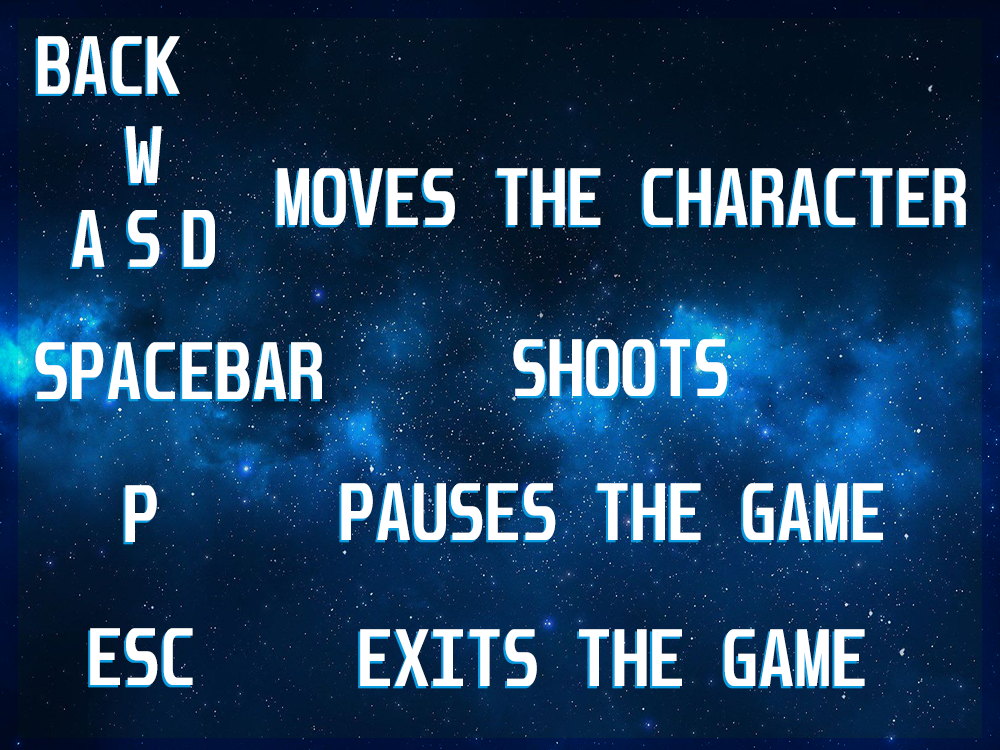 BACK
W
A S D
MOVES THE CHARACTER
SPACEBAR
SHOOTS
P
PAUSES THE GAME
ESC
EXITS THE GAME